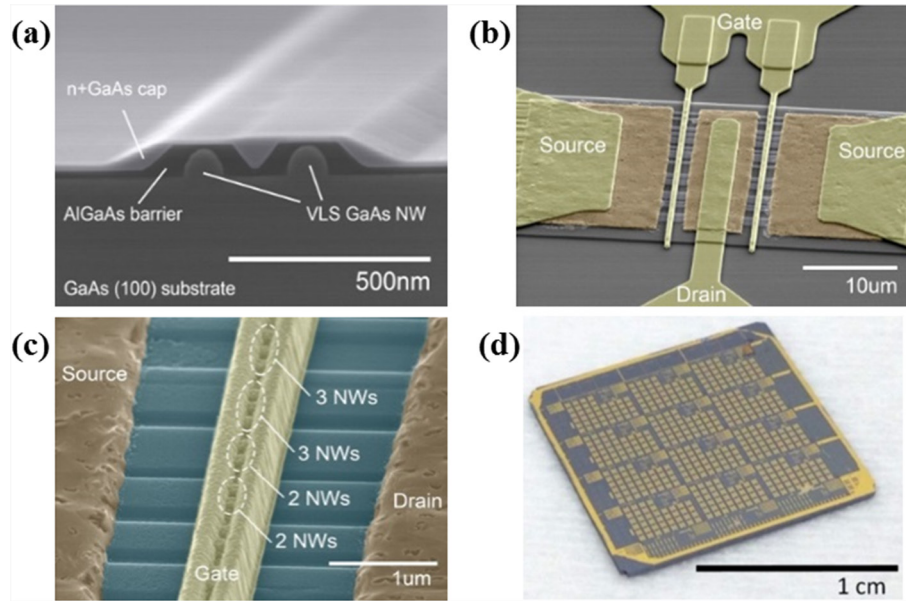 (a)
n+GaAs cap
AlGaAs barrier
VLS GaAs NW
500nm
GaAs (100) substrate
(b)
Gate
Source
Source
Drain
10um
(c)
Source
3 NWs
3 NWs
2 NWs
2 NWs
Drain
Gate
1um
(d)
1 cm